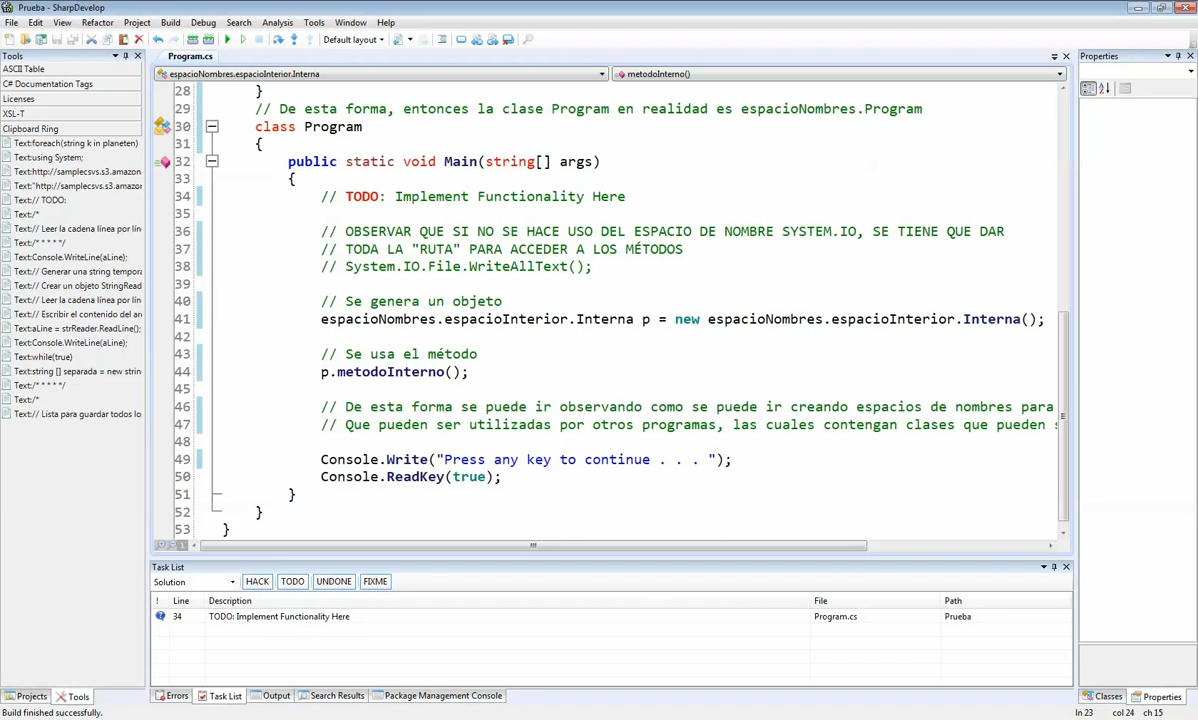 Prueba - SharpDevelop
File Edit View Refactor Project Build Debug Search Analysis Tools Window Help
Default layout
Tools
ASCII Table
C# Documentation Tags
Licenses
XSL-T
Clipboard Ring
Text:foreach(string k in planeten)
Text:using System;
Text:http://samplecsvs.s3.amazon
Text:"http://samplecsvs.s3.amazon
Text:// TODO:
Text:/*
Text:// Leer la cadena línea por lín
Text:/* * * * */
Text:Console.WriteLine(aLine);
Text:// Generar una string tempora
Text:// Crear un objeto StringRead
Text:// Leer la cadena línea por lín
Text:// Escribir el contenido del ar
Text:aLine = strReader.ReadLine();
Text:Console.WriteLine(aLine);
Text:while(true)
Text:string [] separada = new strin
Text:/* * * * */
Text:/*
Text:// Lista para guardar todos lo
Projects Tools
Program.cs
espacioNombres.espacioInterior.Interna metodoInterno()
28 }
29 // De esta forma, entonces la clase Program en realidad es espacioNombres.Program
30 class Program
31 {
32 public static void Main(string[] args)
33 {
34 // TODO: Implement Functionality Here
35
36 // OBSERVAR QUE SI NO SE HACE USO DEL ESPACIO DE NOMBRE SYSTEM.IO, SE TIENE QUE DAR
37 // TODA LA "RUTA" PARA ACCEDER A LOS MÉTODOS
38 // System.IO.File.WriteAllText();
39
40 // Se genera un objeto
41 espacioNombres.espacioInterior.Interna p = new espacioNombres.espacioInterior.Interna();
42
43 // Se usa el método
44 p.metodoInterno();
45
46 // De esta forma se puede ir observando como se puede ir creando espacios de nombres para
47 // Que pueden ser utilizadas por otros programas, las cuales contengan clases que pueden s
48
49 Console.Write("Press any key to continue . . . ");
50 Console.ReadKey(true);
51 }
52 }
53 }
Task List
Solution HACK TODO UNDONE FIXME
! Line Description File Path
34 TODO: Implement Functionality Here Program.cs Prueba
Errors Task List Output Search Results Package Management Console
Properties
Classes Properties
Build finished successfully.
ln 23 col 24 ch 15